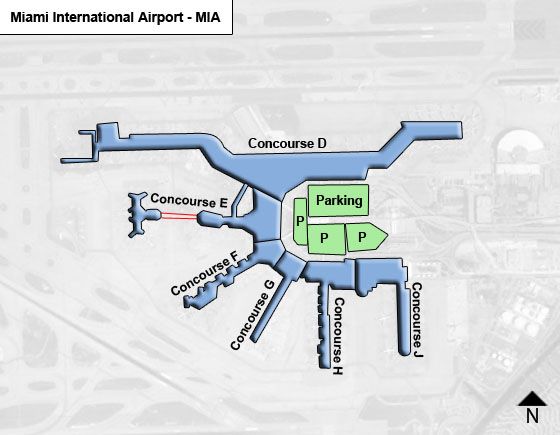 Miami International Airport - MIA
Concourse D
Concourse E
Parking
P
P
P
Concourse F
Concourse G
Concourse H
Concourse J
N